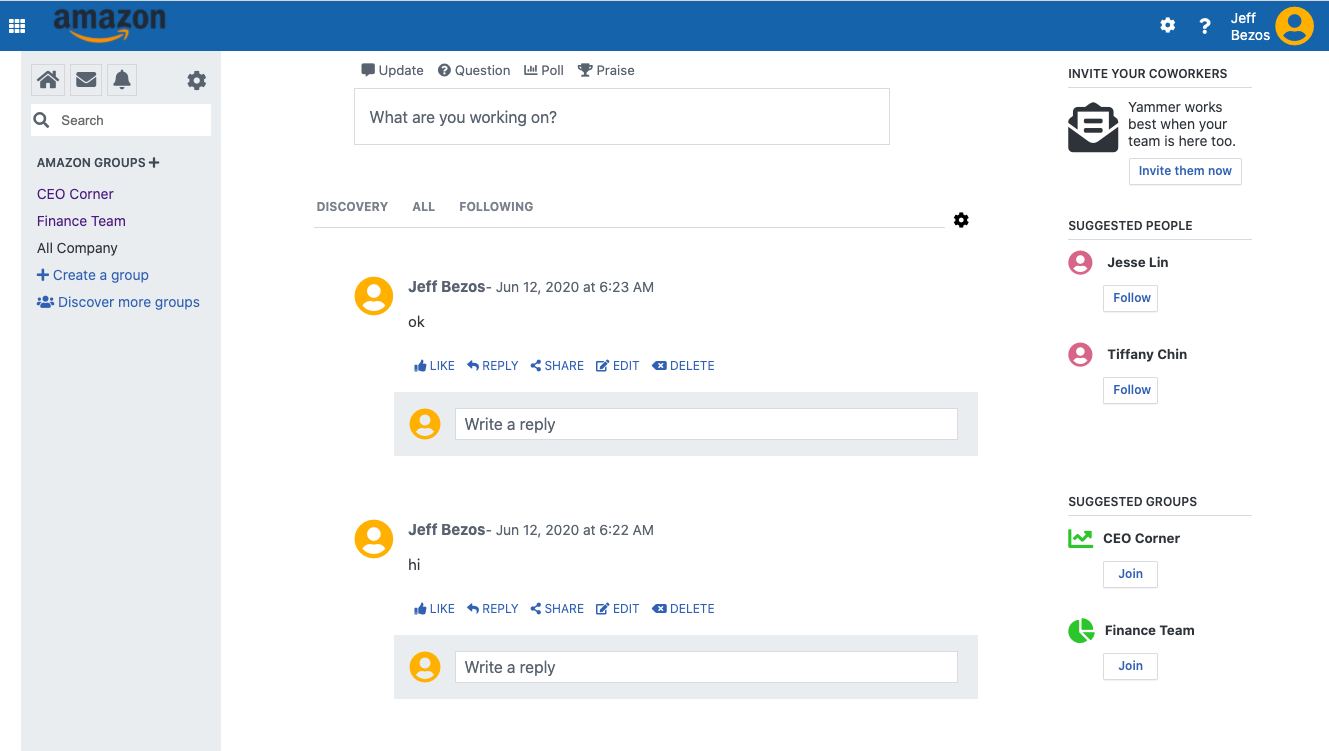 amazon
Jeff
Bezos
Search
AMAZON GROUPS
CEO Corner
Finance Team
All Company
Create a group
Discover more groups
Update Question Poll Praise
What are you working on?
DISCOVERY ALL FOLLOWING
Jeff Bezos- Jun 12, 2020 at 6:23 AM
ok
LIKE REPLY SHARE EDIT DELETE
Write a reply
Jeff Bezos- Jun 12, 2020 at 6:22 AM
hi
LIKE REPLY SHARE EDIT DELETE
Write a reply
INVITE YOUR COWORKERS
Yammer works
best when your
team is here too.
Invite them now
SUGGESTED PEOPLE
Jesse Lin
Follow
Tiffany Chin
Follow
SUGGESTED GROUPS
CEO Corner
Join
Finance Team
Join